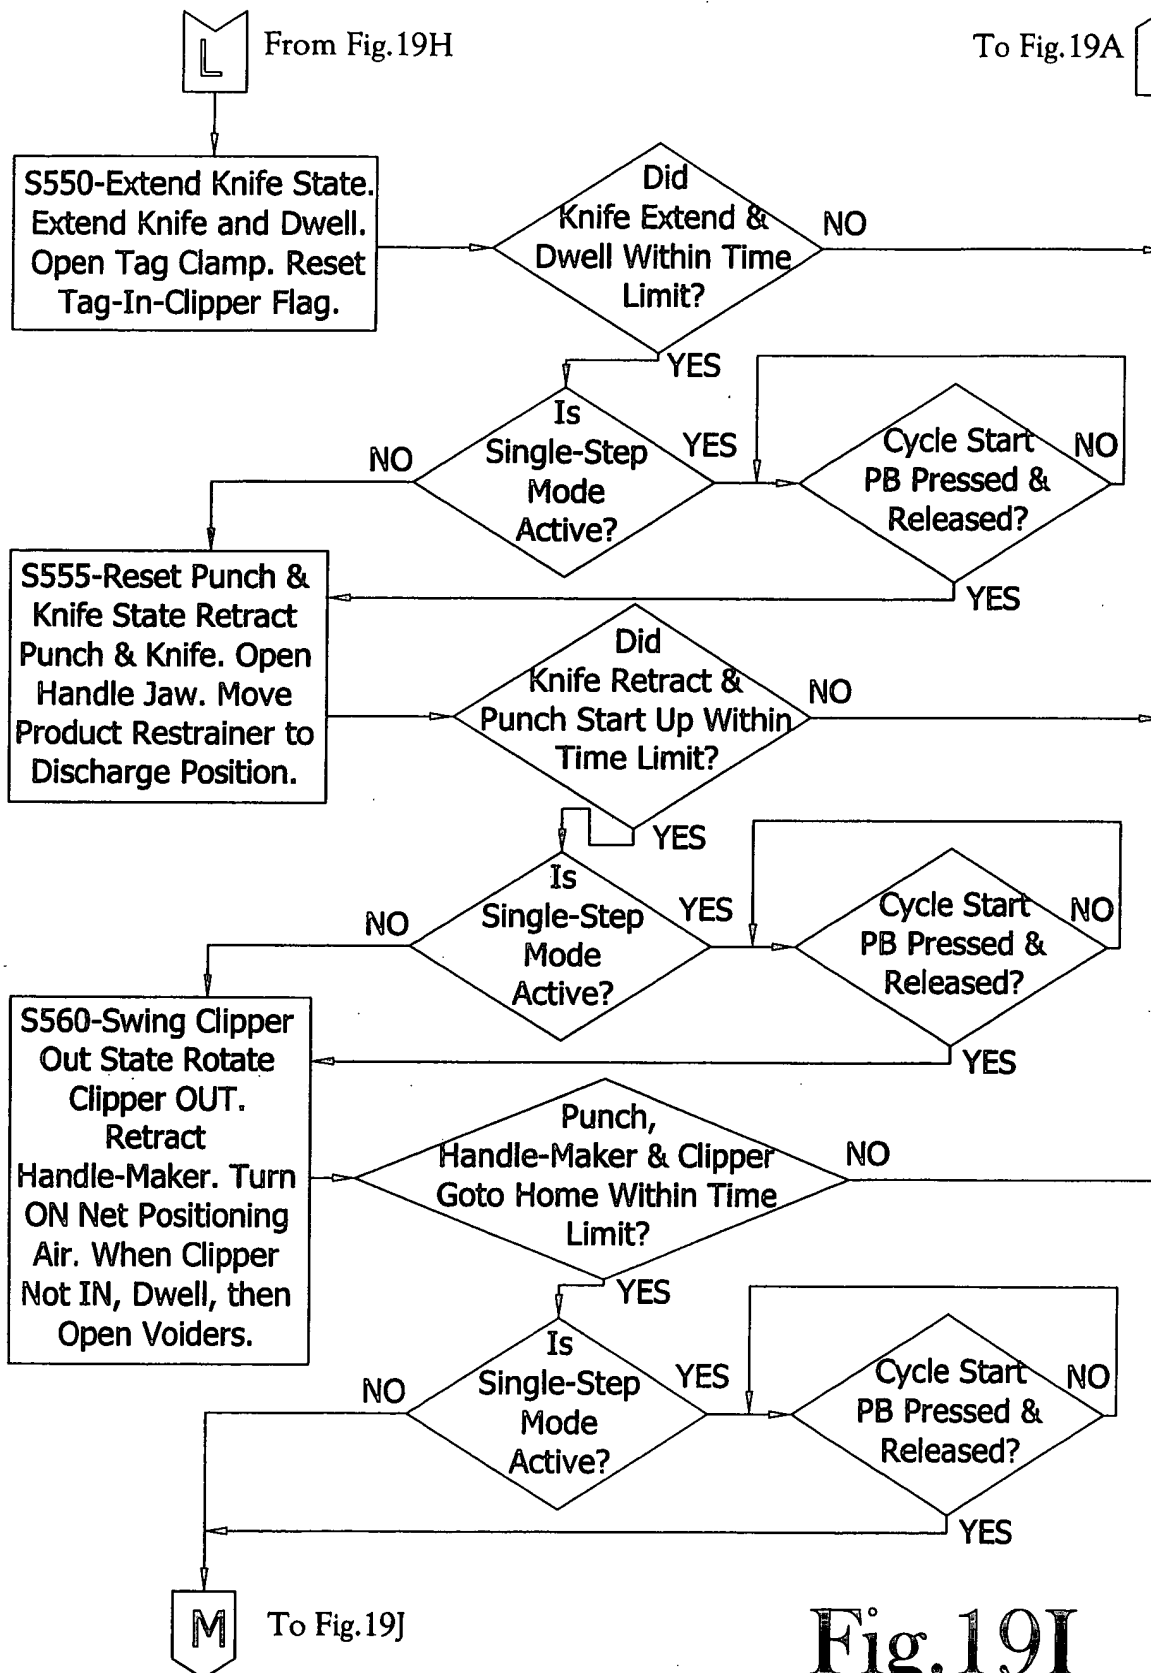 L
From Fig.19H
To Fig.19A
S550-Extend Knife State.
Extend Knife and Dwell.
Open Tag Clamp. Reset
Tag-In-Clipper Flag.
Did
Knife Extend &
Dwell Within Time
Limit?
NO
YES
Is
Single-Step
Mode
Active?
NO
YES
Cycle Start
PB Pressed &
Released?
NO
YES
S555-Reset Punch &
Knife State Retract
Punch & Knife. Open
Handle Jaw. Move
Product Restrainer to
Discharge Position.
Did
Knife Retract &
Punch Start Up Within
Time Limit?
NO
YES
Is
Single-Step
Mode
Active?
NO
YES
Cycle Start
PB Pressed &
Released?
NO
YES
S560-Swing Clipper
Out State Rotate
Clipper OUT.
Retract
Handle-Maker. Turn
ON Net Positioning
Air. When Clipper
Not IN, Dwell, then
Open Voiders.
Punch,
Handle-Maker & Clipper
Goto Home Within Time
Limit?
NO
YES
Is
Single-Step
Mode
Active?
NO
YES
Cycle Start
PB Pressed &
Released?
NO
YES
M
To Fig.19J
Fig.19I